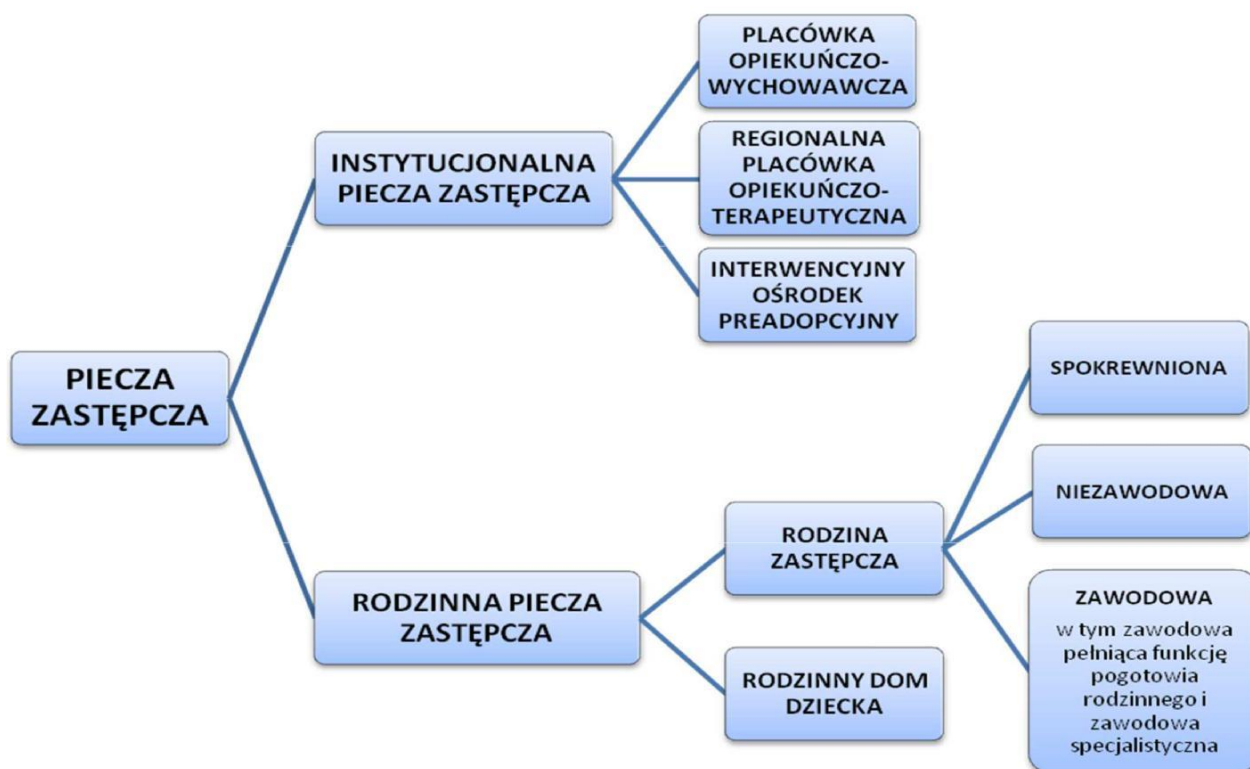 PLACÓWKA
OPIEKUŃCZO-
WYCHOWAWCZA
INSTYTUCJONALNA
PIECZA ZASTĘPCZA
REGIONALNA
PLACÓWKA
OPIEKUŃCZO-
TERAPEUTYCZNA
INTERWENCYJNY
OŚRODEK
PREADOPCYJNY
PIECZA
ZASTĘPCZA
SPOKREWNIONA
NIEZAWODOWA
RODZINA
ZASTĘPCZA
RODZINNA PIECZA
ZASTĘPCZA
ZAWODOWA
w tym zawodowa
pełniąca funkcję
pogotowia
rodzinnego i
zawodowa
specjalistyczna
RODZINNY DOM
DZIECKA